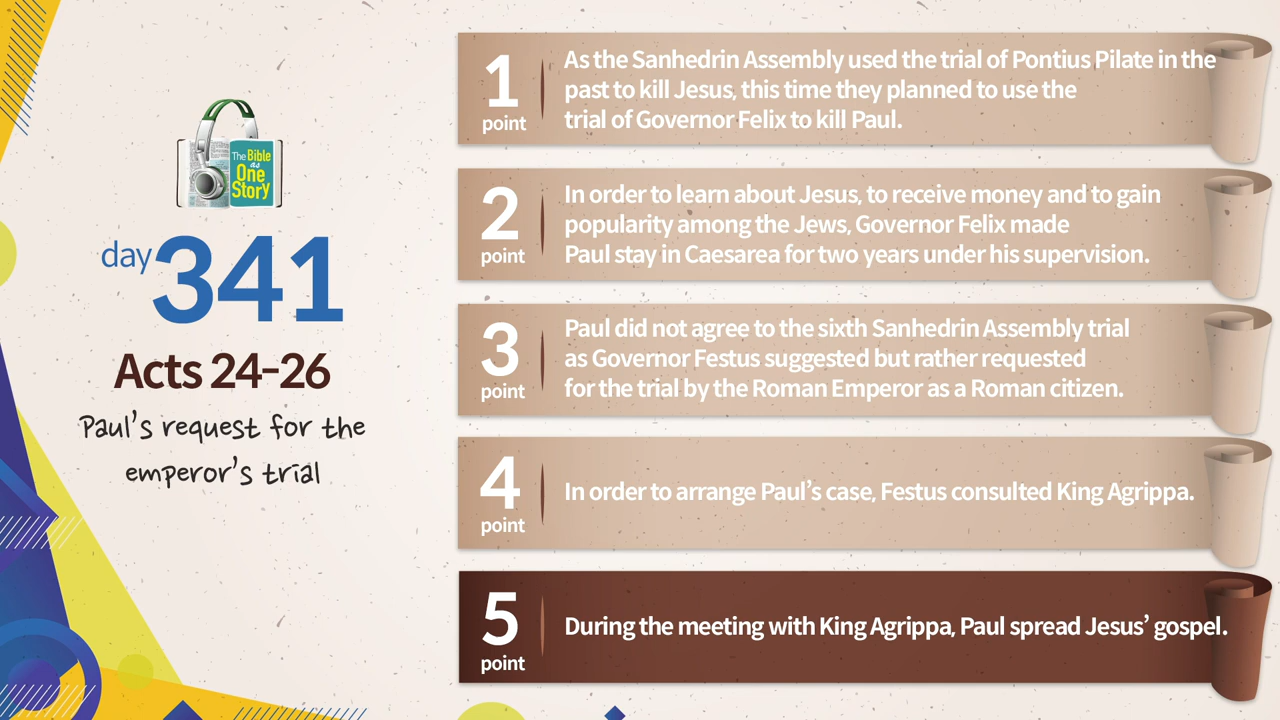 The Bible
as
One
Story
day 341
Acts 24-26
Paul's request for the
emperor's trial
1
point
As the Sanhedrin Assembly used the trial of Pontius Pilate in the
past to kill Jesus, this time they planned to use the
trial of Governor Felix to kill Paul.
2
point
In order to learn about Jesus, to receive money and to gain
popularity among the Jews, Governor Felix made
Paul stay in Caesarea for two years under his supervision.
3
point
Paul did not agree to the sixth Sanhedrin Assembly trial
as Governor Festus suggested but rather requested
for the trial by the Roman Emperor as a Roman citizen.
4
point
In order to arrange Paul's case, Festus consulted King Agrippa.
5
point
During the meeting with King Agrippa, Paul spread Jesus' gospel.